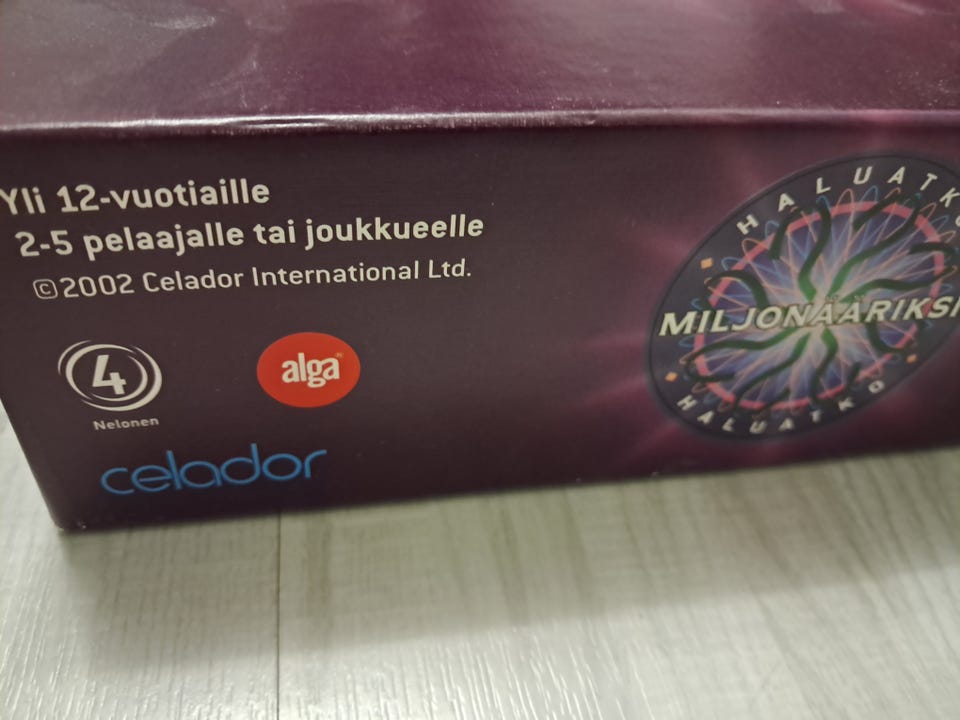 Yli 12-vuotiaille
2-5 pelaajalle tai joukkueelle
©2002 Celador International Ltd.
4
Nelonen
alga
celador
HALUATKO
MILJONÄÄRIKSI
HALUATKO